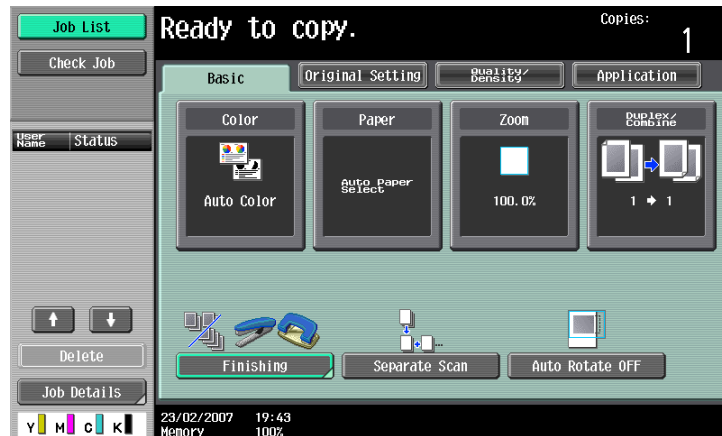 Job List
Check Job
User Name
Status
Delete
Job Details
Y M C K
Ready to copy.
Copies:
1
Basic
Original Setting
Quality/
Density
Application
Color
Auto Color
Paper
Auto Paper
Select
Zoom
100.0%
Duplex/
Combine
1 → 1
Finishing
Separate Scan
Auto Rotate OFF
23/02/2007 19:43
Memory 100%